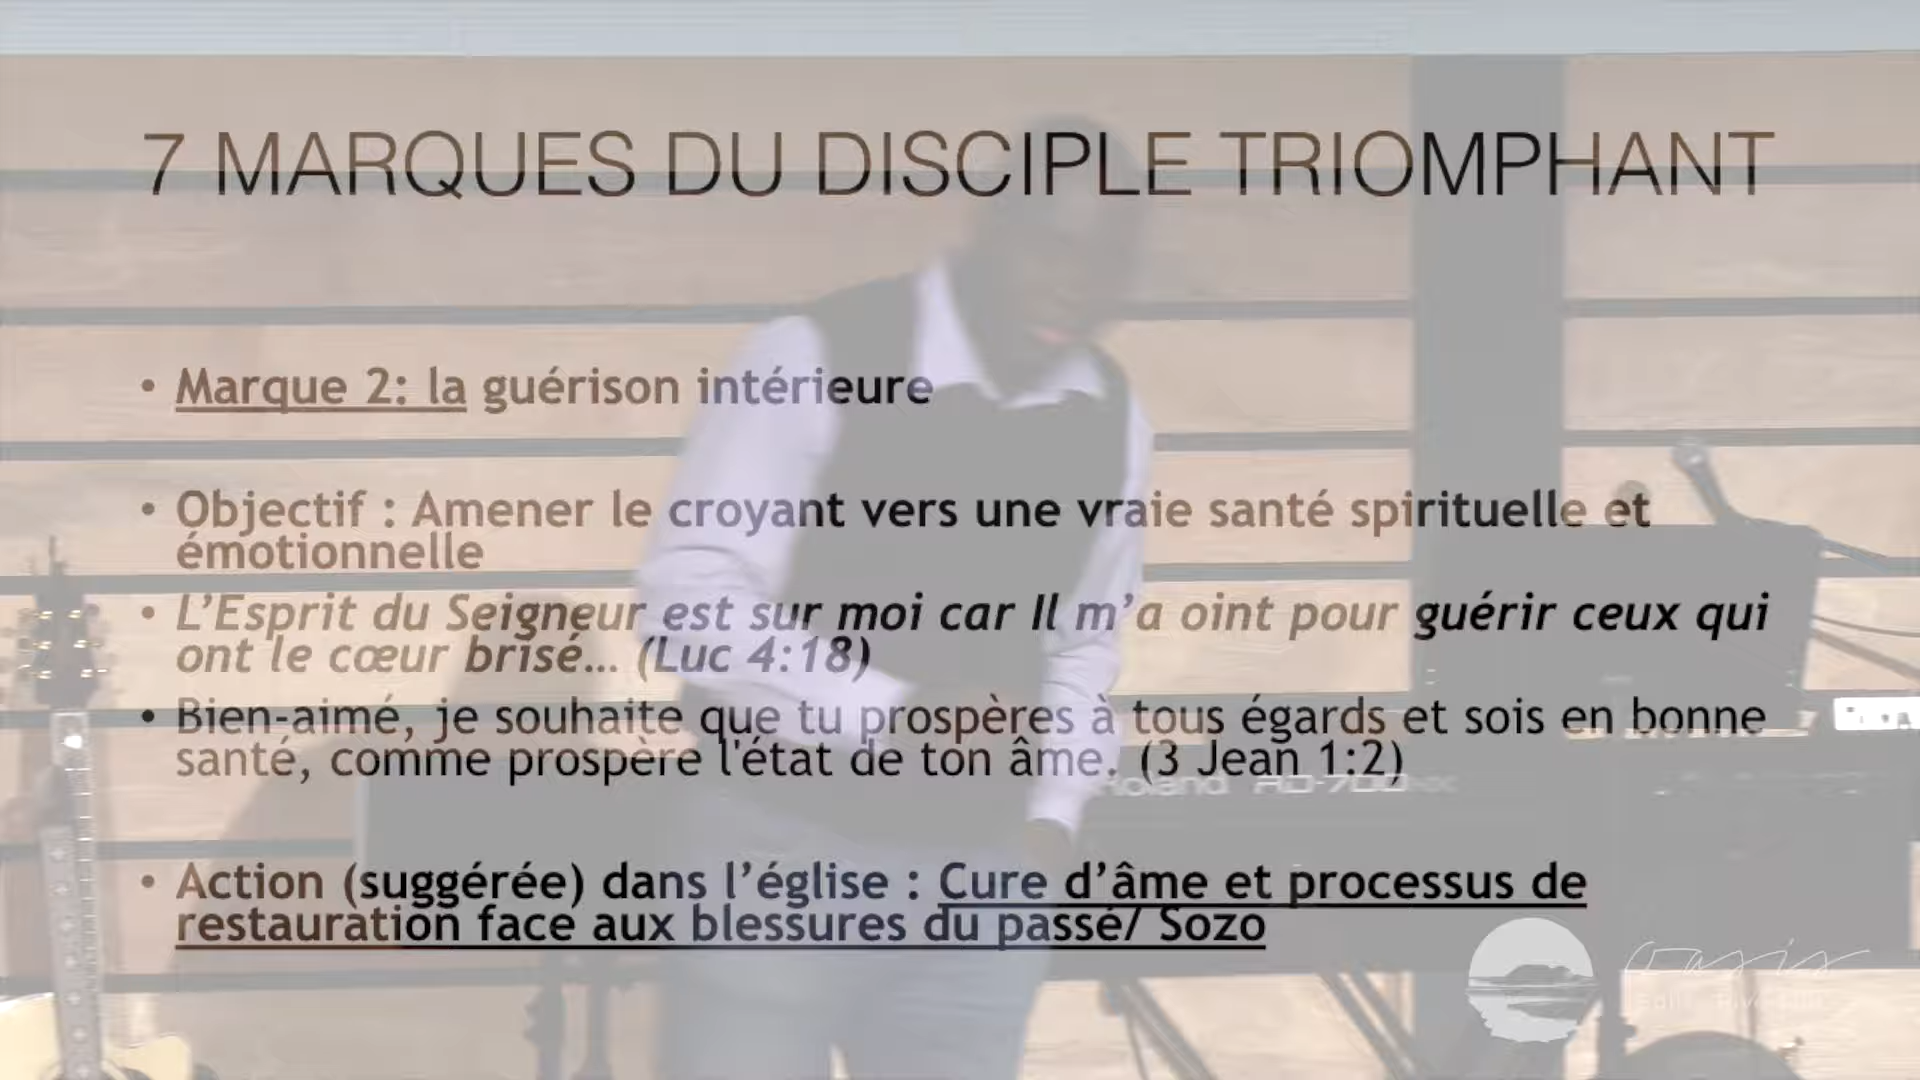 7 MARQUES DU DISCIPLE TRIOMPHANT
• Marque 2: la guérison intérieure
• Objectif : Amener le croyant vers une vraie santé spirituelle et
émotionnelle
• L’Esprit du Seigneur est sur moi car Il m’a oint pour guérir ceux qui
ont le cœur brisé… (Luc 4:18)
• Bien-aimé, je souhaite que tu prospères à tous égards et sois en bonne
santé, comme prospère l'état de ton âme. (3 Jean 1:2)
Roland RD-700NX
• Action (suggérée) dans l’église : Cure d’âme et processus de
restauration face aux blessures du passé/ Sozo
oasis